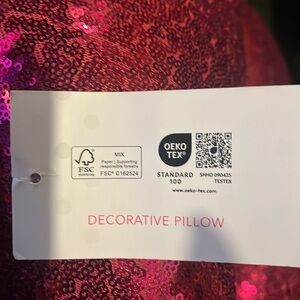 FSC
MIX
Paper | Supporting
responsible forestry
FSC® C162524
OEKO
TEX®
STANDARD
100
SHHO 090425
TESTEX
www.oeko-tex.com
DECORATIVE PILLOW